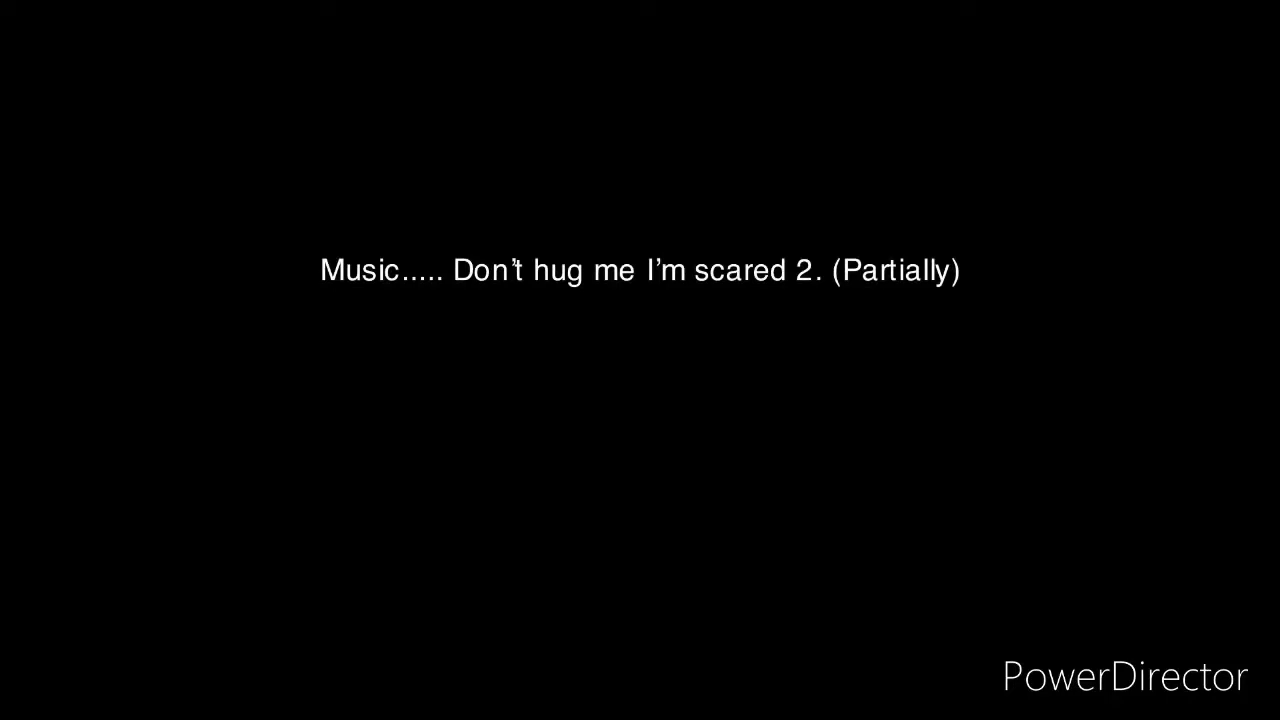 Music..... Don’t hug me I’m scared 2. (Partially)
PowerDirector